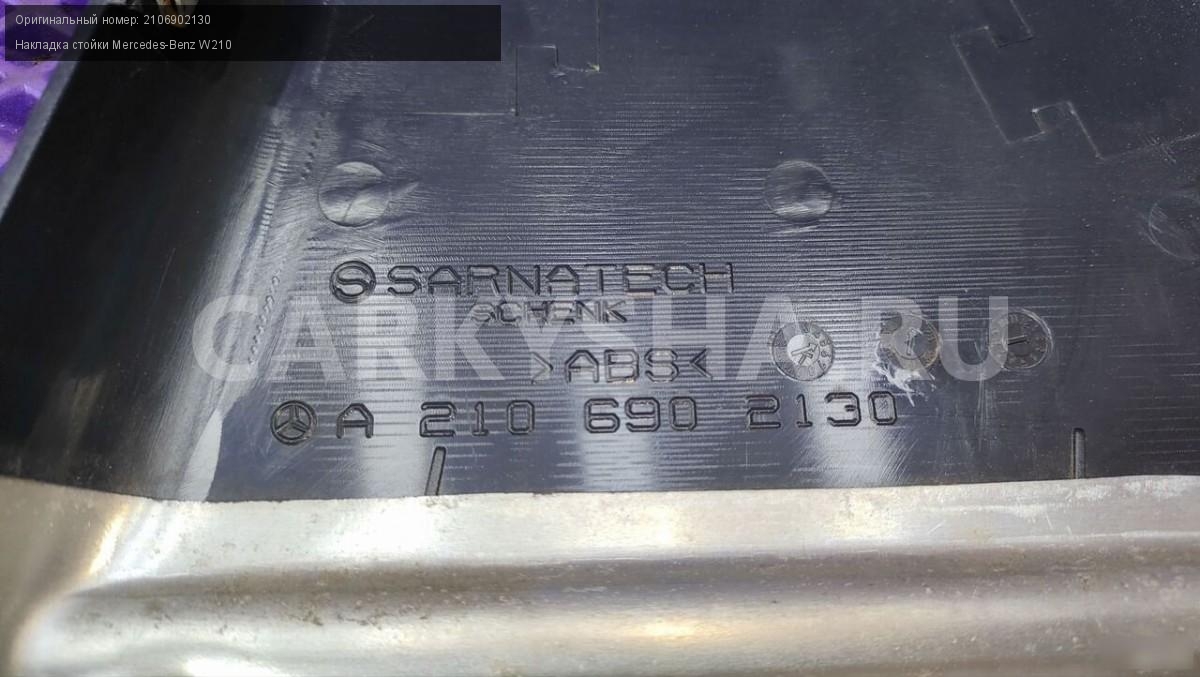 Оригинальный номер: 2106902130
Накладка стойки Mercedes-Benz W210
SARNATECH
SCHENK
CARKYSHA.RU
>ABS<
A 210 690 2130